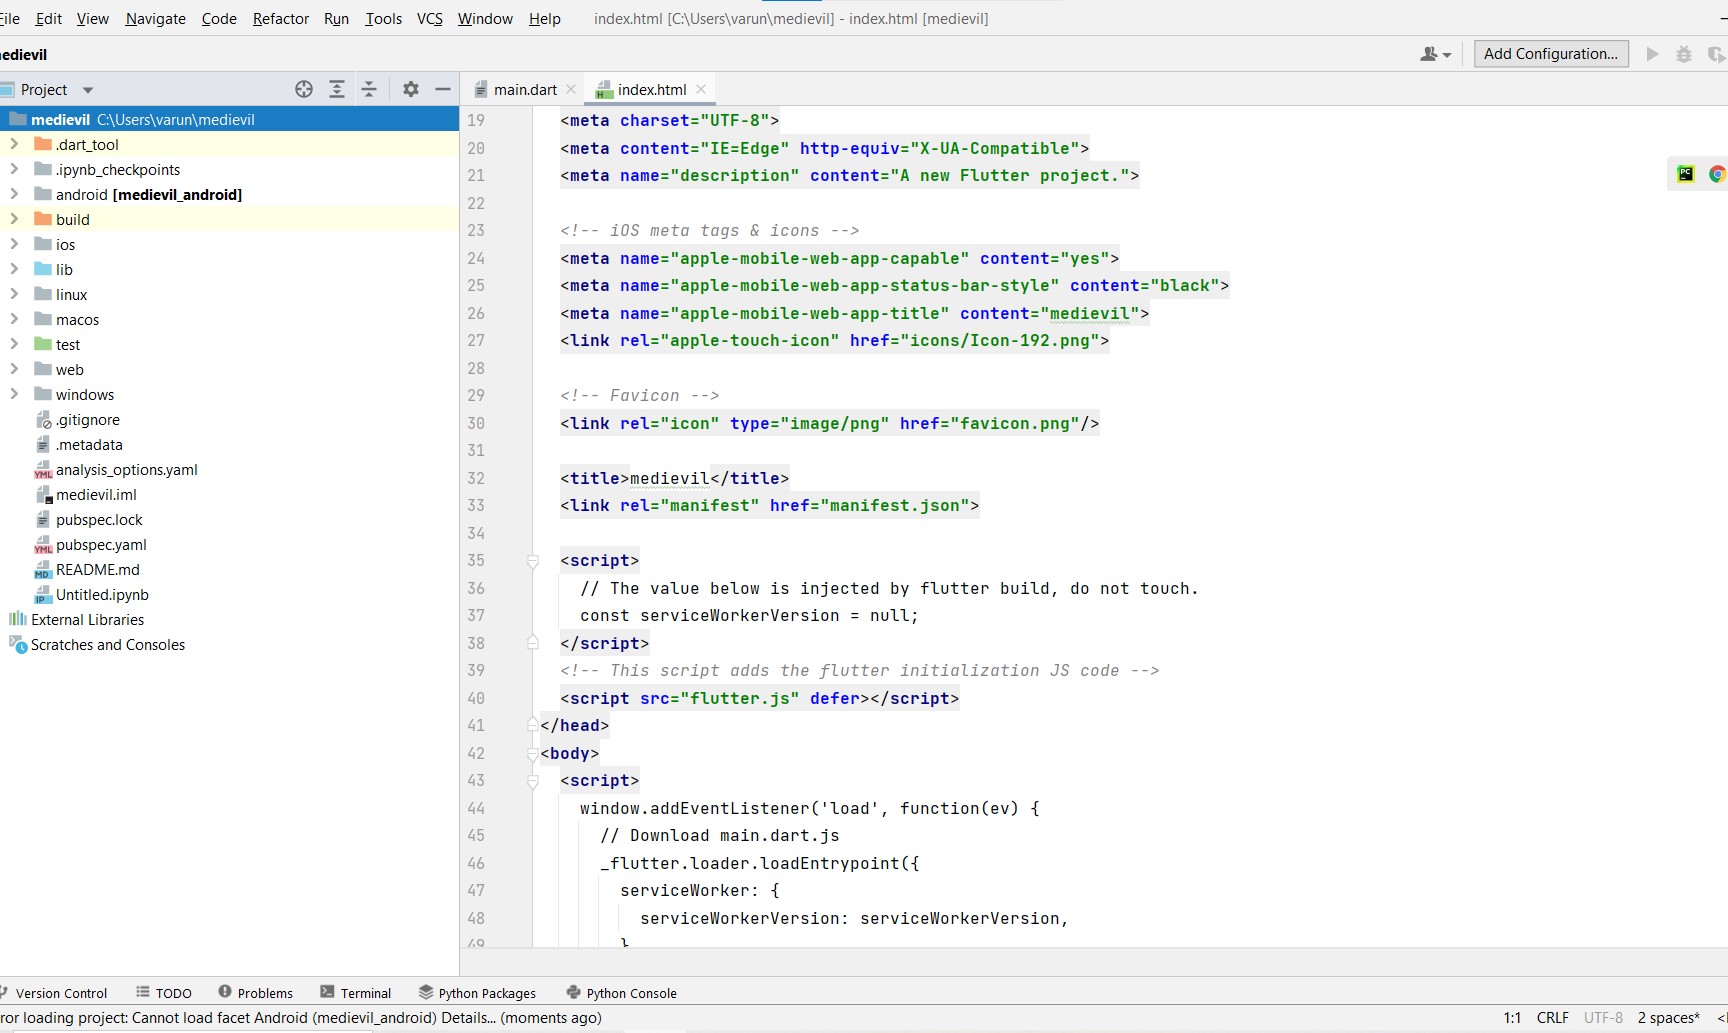 File Edit View Navigate Code Refactor Run Tools VCS Window Help index.html [C:\Users\varun\medievil] - index.html [medievil]
medievil
Add Configuration...
Project
main.dart
index.html
medievil C:\Users\varun\medievil
.dart_tool
.ipynb_checkpoints
android [medievil_android]
build
ios
lib
linux
macos
test
web
windows
.gitignore
.metadata
YML analysis_options.yaml
medievil.iml
pubspec.lock
YML pubspec.yaml
MD README.md
IP Untitled.ipynb
External Libraries
Scratches and Consoles
19 <meta charset="UTF-8">
20 <meta content="IE=Edge" http-equiv="X-UA-Compatible">
21 <meta name="description" content="A new Flutter project.">
22
23 <!-- iOS meta tags & icons -->
24 <meta name="apple-mobile-web-app-capable" content="yes">
25 <meta name="apple-mobile-web-app-status-bar-style" content="black">
26 <meta name="apple-mobile-web-app-title" content="medievil">
27 <link rel="apple-touch-icon" href="icons/Icon-192.png">
28
29 <!-- Favicon -->
30 <link rel="icon" type="image/png" href="favicon.png"/>
31
32 <title>medievil</title>
33 <link rel="manifest" href="manifest.json">
34
35 <script>
36 // The value below is injected by flutter build, do not touch.
37 const serviceWorkerVersion = null;
38 </script>
39 <!-- This script adds the flutter initialization JS code -->
40 <script src="flutter.js" defer></script>
41 </head>
42 <body>
43 <script>
44 window.addEventListener('load', function(ev) {
45 // Download main.dart.js
46 _flutter.loader.loadEntrypoint({
47 serviceWorker: {
48 serviceWorkerVersion: serviceWorkerVersion,
49 }
PC
Version Control TODO Problems Terminal Python Packages Python Console
ror loading project: Cannot load facet Android (medievil_android) Details... (moments ago)
1:1 CRLF UTF-8 2 spaces*